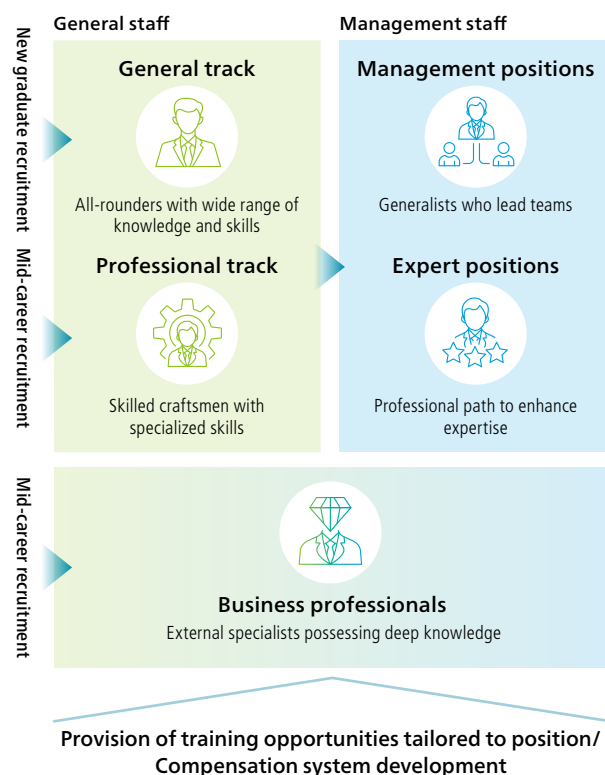 General staff
Management staff
New graduate recruitment
General track
All-rounders with wide range of
knowledge and skills
Management positions
Generalists who lead teams
Mid-career recruitment
Professional track
Skilled craftsmen with
specialized skills
Expert positions
Professional path to enhance
expertise
Mid-career recruitment
Business professionals
External specialists possessing deep knowledge
Provision of training opportunities tailored to position/
Compensation system development